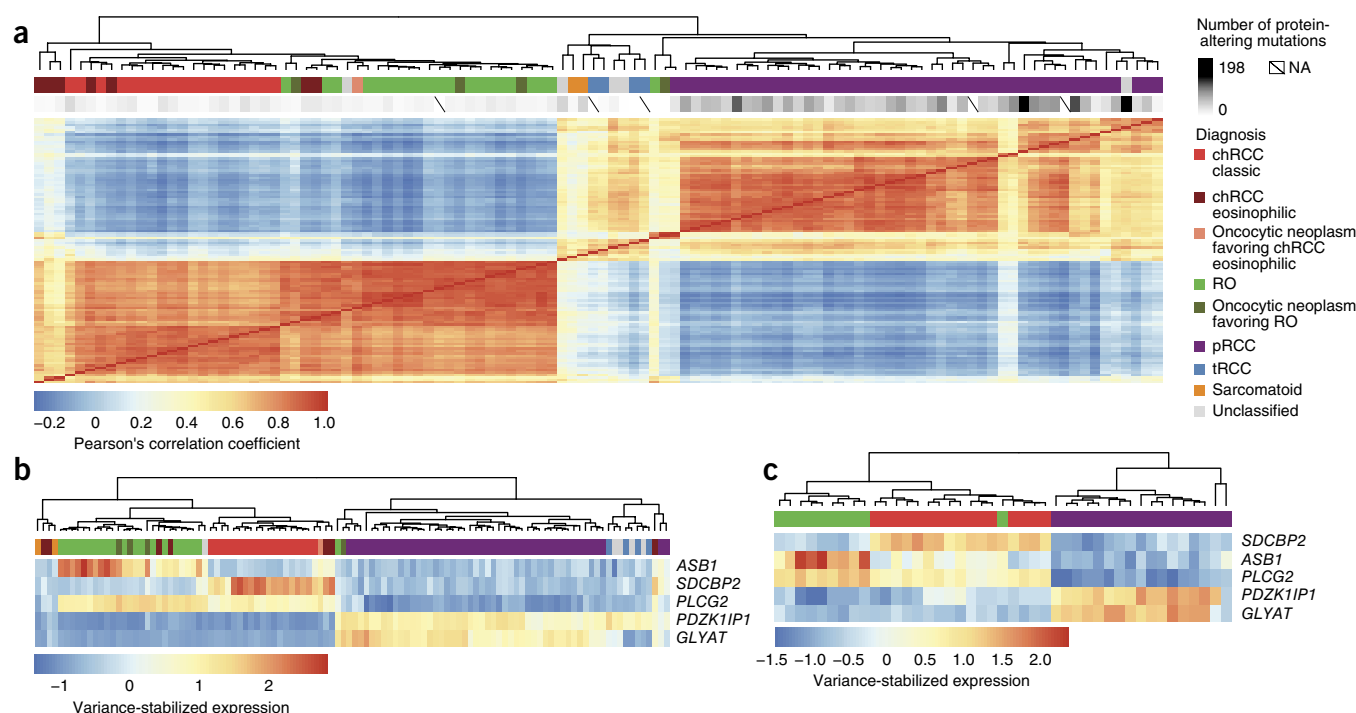 a
Number of protein-
altering mutations
198
NA
0
Diagnosis
chRCC
classic
chRCC
eosinophilic
Oncocytic neoplasm
favoring chRCC
eosinophilic
RO
Oncocytic neoplasm
favoring RO
pRCC
tRCC
Sarcomatoid
Unclassified
−0.2 0 0.2 0.4 0.6 0.8 1.0
Pearson's correlation coefficient
b
ASB1
SDCBP2
PLCG2
PDZK1IP1
GLYAT
−1 0 1 2
Variance-stabilized expression
c
SDCBP2
ASB1
PLCG2
PDZK1IP1
GLYAT
−1.5 −1.0 −0.5 0 0.5 1.0 1.5 2.0
Variance-stabilized expression